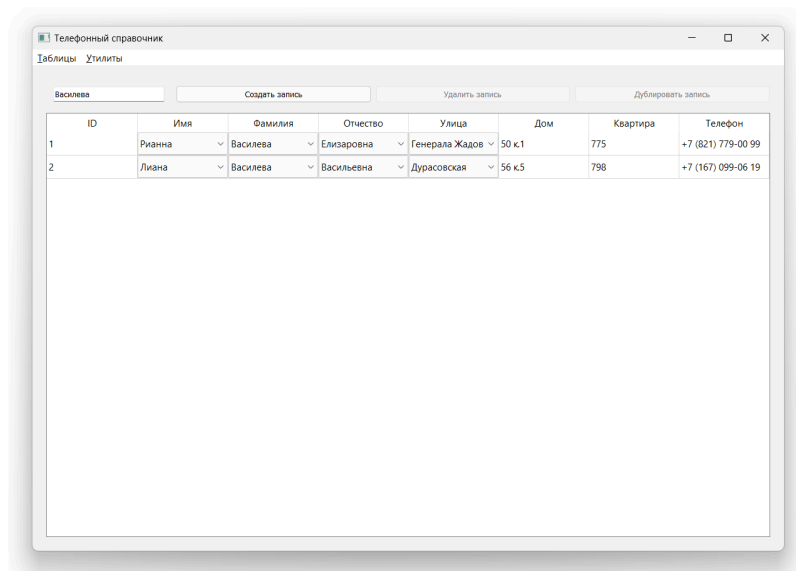 Телефонный справочник
Таблицы Утилиты
Василева Создать запись Удалить запись Дублировать запись
ID Имя Фамилия Отчество Улица Дом Квартира Телефон
1 Рианна Василева Елизаровна Генерала Жадов 50 к.1 775 +7 (821) 779-00 99
2 Лиана Василева Васильевна Дурасовская 56 к.5 798 +7 (167) 099-06 19